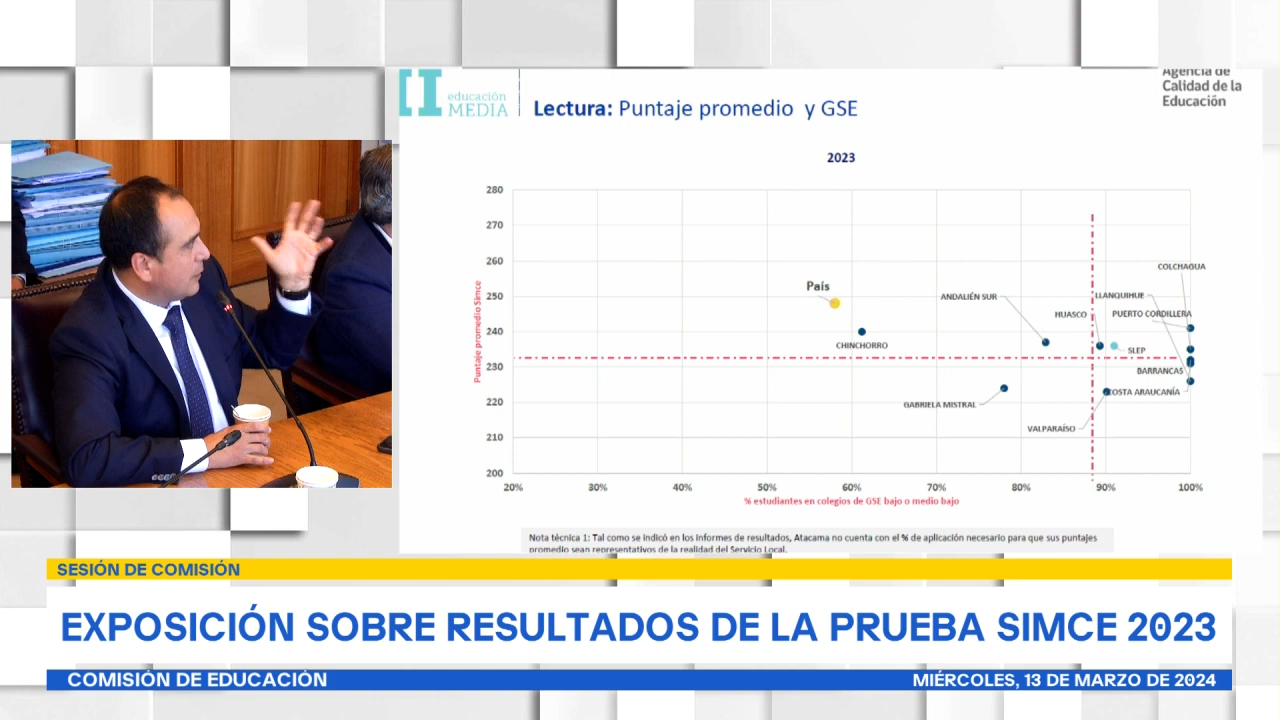 educación
MEDIA
Lectura: Puntaje promedio y GSE
Agencia de
Calidad de la
Educación
2023
280
270
260
250
240
230
220
210
200
Puntaje promedio Simce
País
CHINCHORRO
ANDALIÉN SUR
GABRIELA MISTRAL
HUASCO
VALPARAÍSO
SLEP
COLCHAGUA
LLANQUIHUE
PUERTO CORDILLERA
BARRANCAS
COSTA ARAUCANÍA
20%
30%
40%
50%
60%
70%
80%
90%
100%
% estudiantes en colegios de GSE bajo o medio bajo
Nota técnica 1: Tal como se indicó en los informes de resultados, Atacama no cuenta con el % de aplicación necesario para que sus puntajes
promedio sean representativos de la realidad del Servicio Local.
SESIÓN DE COMISIÓN
EXPOSICIÓN SOBRE RESULTADOS DE LA PRUEBA SIMCE 2023
COMISIÓN DE EDUCACIÓN
MIÉRCOLES, 13 DE MARZO DE 2024